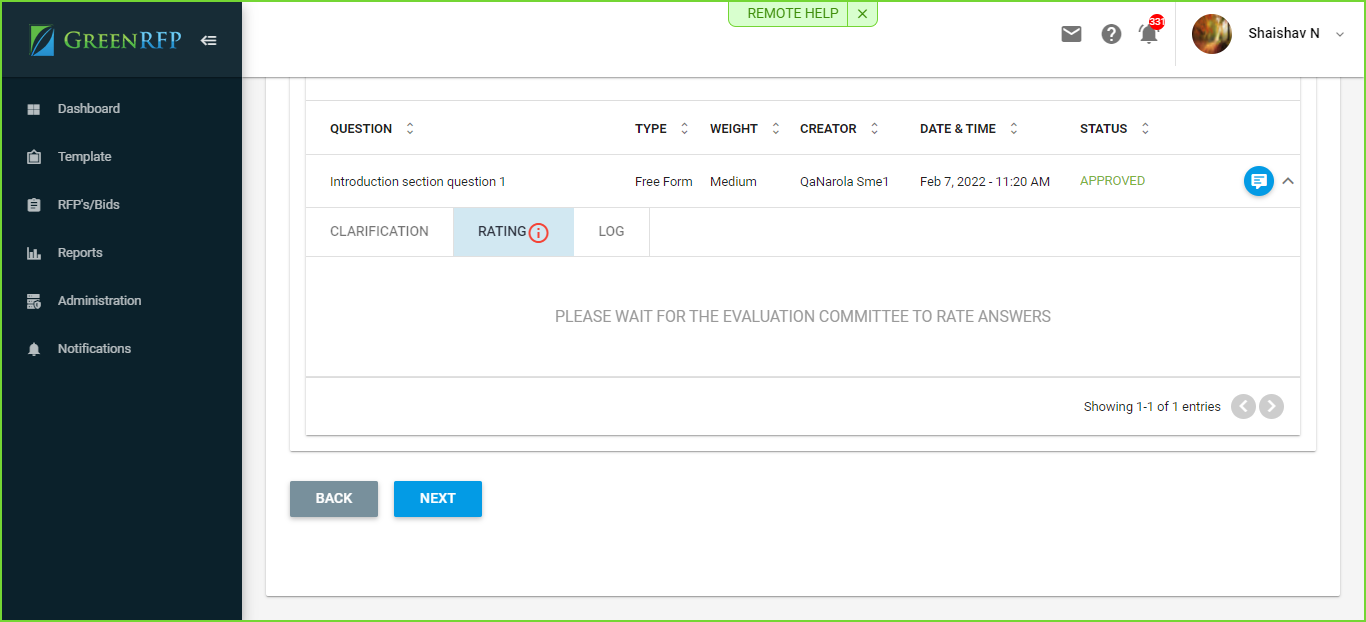 REMOTE HELP
GREENRFP
331
Shaishav N
Dashboard
Template
RFP's/Bids
Reports
Administration
Notifications
QUESTION TYPE WEIGHT CREATOR DATE & TIME STATUS
Introduction section question 1 Free Form Medium QaNarola Sme1 Feb 7, 2022 - 11:20 AM APPROVED
CLARIFICATION RATING LOG
PLEASE WAIT FOR THE EVALUATION COMMITTEE TO RATE ANSWERS
Showing 1-1 of 1 entries
BACK NEXT